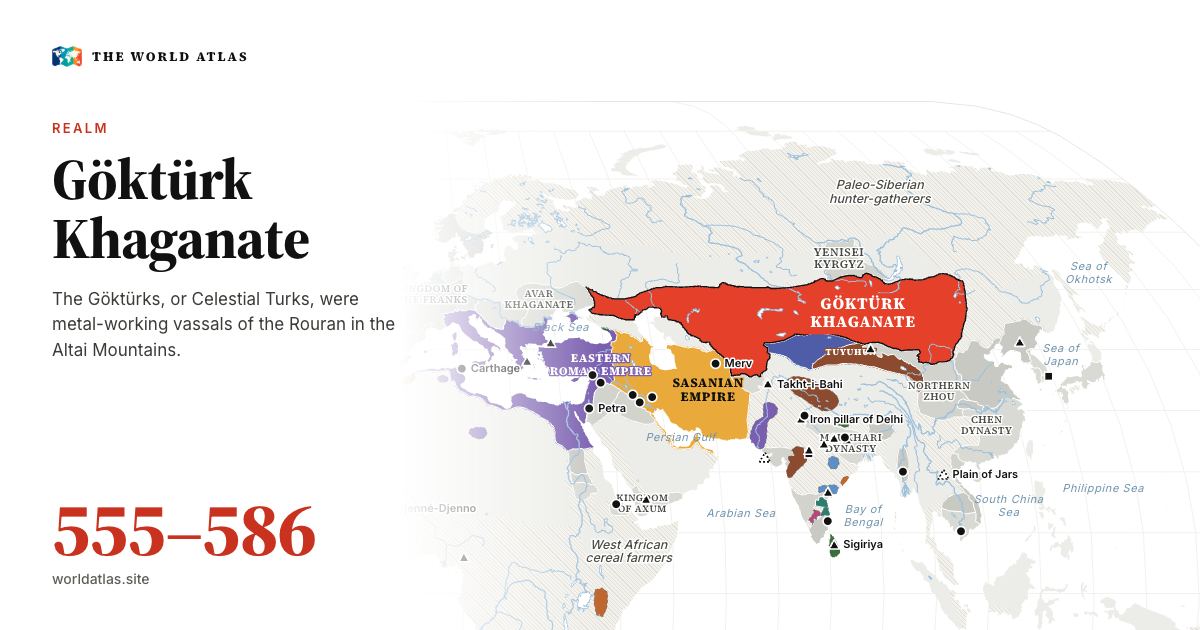 THE WORLD ATLAS
REALM
Göktürk
Khaganate
The Göktürks, or Celestial Turks, were
metal-working vassals of the Rouran in the
Altai Mountains.
555–586
worldatlas.site
Paleo-Siberian
hunter-gatherers
YENISEI
KYRGYZ
Sea of
Okhotsk
GÖKTÜRK
KHAGANATE
AVAR
KHAGANATE
Black Sea
Sea of
Japan
EASTERN
ROMAN EMPIRE
Carthage
Merv
SASANIAN
EMPIRE
Takht-i-Bahi
NORTHERN
ZHOU
Petra
Iron pillar of Delhi
CHEN
DYNASTY
Persian Gulf
DYNASTY
Plain of Jars
Philippine Sea
KINGDOM
OF AXUM
South China
Sea
Arabian Sea
Bay of
Bengal
Sigiriya
West African
cereal farmers